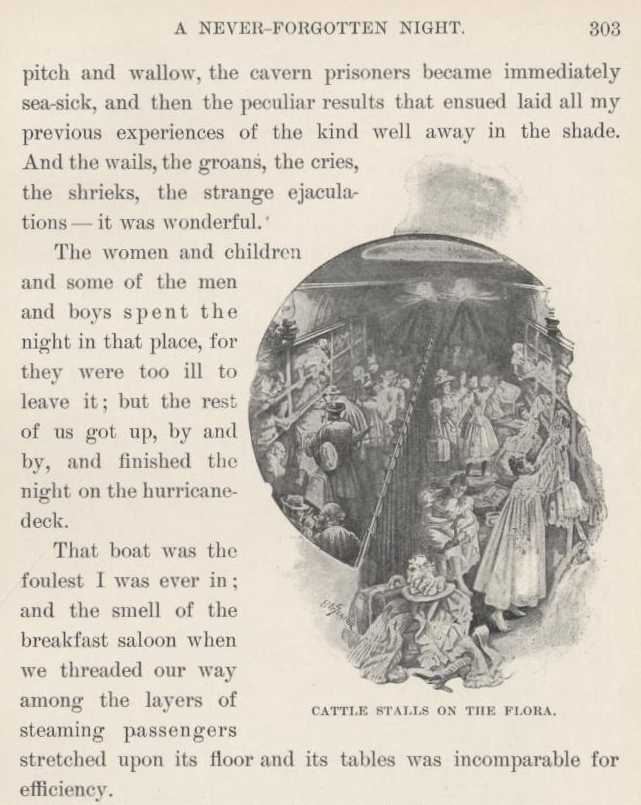 A NEVER-FORGOTTEN NIGHT. 303
pitch and wallow, the cavern prisoners became immediately
sea-sick, and then the peculiar results that ensued laid all my
previous experiences of the kind well away in the shade.
And the wails, the groans, the cries,
the shrieks, the strange ejacula-
tions — it was wonderful.
The women and children
and some of the men
and boys spent the
night in that place, for
they were too ill to
leave it; but the rest
of us got up, by and
by, and finished the
night on the hurricane-
deck.
That boat was the
foulest I was ever in;
and the smell of the
breakfast saloon when
we threaded our way
among the layers of
steaming passengers
stretched upon its floor and its tables was incomparable for
efficiency.
CATTLE STALLS ON THE FLORA.